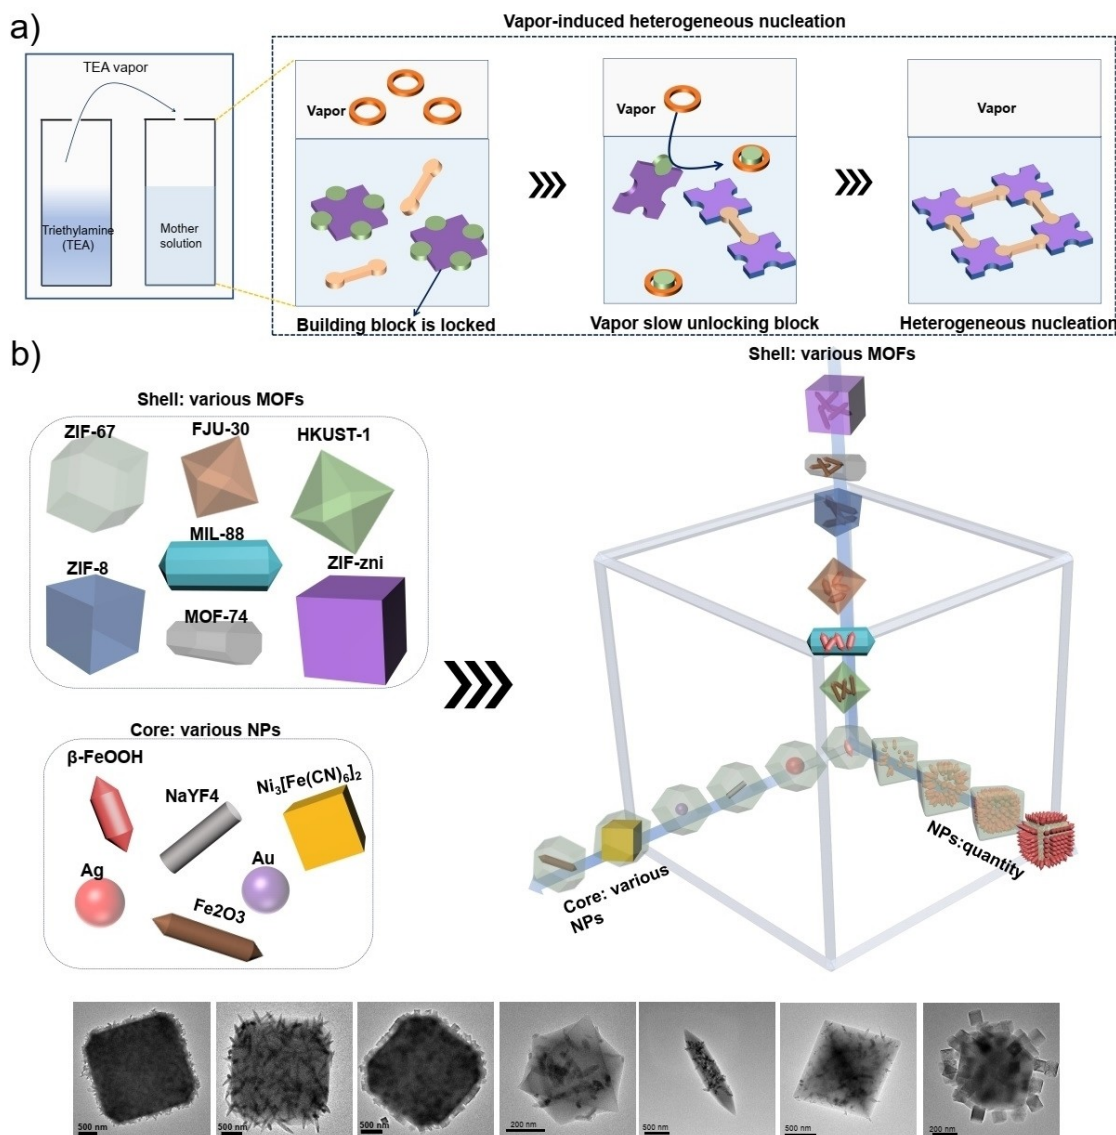 a)
Vapor-induced heterogeneous nucleation
TEA vapor
Triethylamine
(TEA)
Mother
solution
Vapor
Vapor
Vapor
Building block is locked
Vapor slow unlocking block
Heterogeneous nucleation
b)
Shell: various MOFs
ZIF-67
FJU-30
HKUST-1
MIL-88
ZIF-8
ZIF-zni
MOF-74
Core: various NPs
β-FeOOH
NaYF4
Ni₃[Fe(CN)₆]₂
Ag
Au
Fe2O3
Shell: various MOFs
Core: various
NPs
NPs:quantity
500 nm
500 nm
500 nm
200 nm
500 nm
500 nm
200 nm